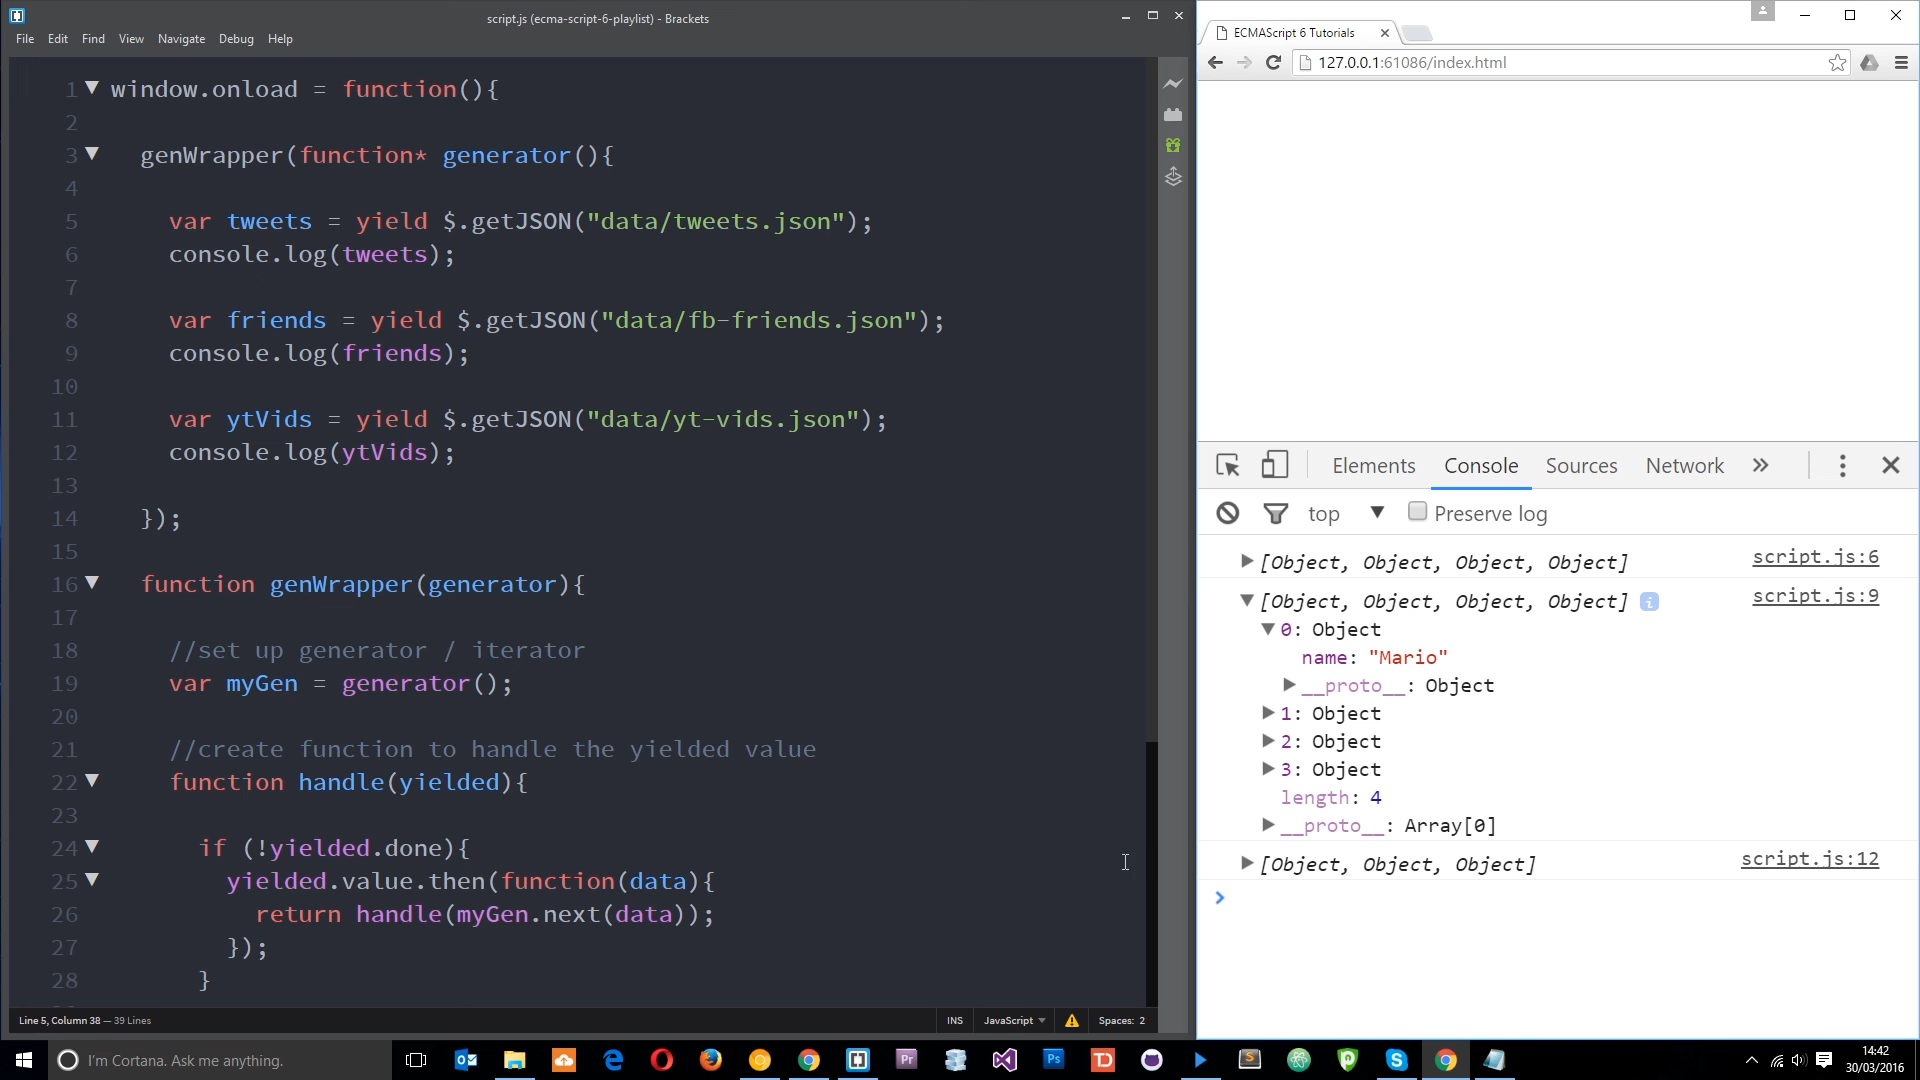 script.js (ecma-script-6-playlist) - Brackets
File Edit Find View Navigate Debug Help
1 window.onload = function(){
2
3 genWrapper(function* generator(){
4
5 var tweets = yield $.getJSON("data/tweets.json");
6 console.log(tweets);
7
8 var friends = yield $.getJSON("data/fb-friends.json");
9 console.log(friends);
10
11 var ytVids = yield $.getJSON("data/yt-vids.json");
12 console.log(ytVids);
13
14 });
15
16 function genWrapper(generator){
17
18 //set up generator / iterator
19 var myGen = generator();
20
21 //create function to handle the yielded value
22 function handle(yielded){
23
24 if (!yielded.done){
25 yielded.value.then(function(data){
26 return handle(myGen.next(data));
27 });
28 }
Line 5, Column 38 — 39 Lines
INS JavaScript Spaces: 2
ECMAScript 6 Tutorials
127.0.0.1:61086/index.html
Elements Console Sources Network »
top Preserve log
[Object, Object, Object, Object] script.js:6
[Object, Object, Object, Object] i script.js:9
0: Object
name: "Mario"
__proto__: Object
1: Object
2: Object
3: Object
length: 4
__proto__: Array[0]
[Object, Object, Object] script.js:12
>
I'm Cortana. Ask me anything.
Pr
Ps
14:42
30/03/2016